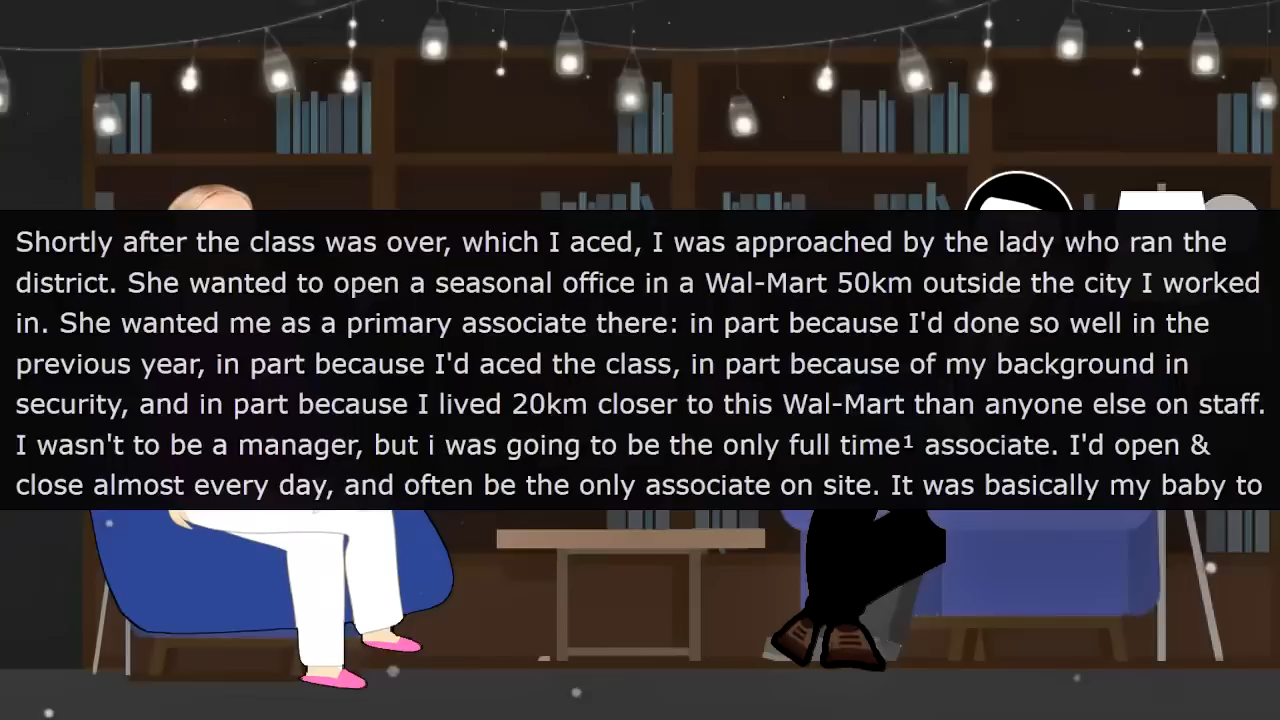 Shortly after the class was over, which I aced, I was approached by the lady who ran the
district. She wanted to open a seasonal office in a Wal-Mart 50km outside the city I worked
in. She wanted me as a primary associate there: in part because I'd done so well in the
previous year, in part because I'd aced the class, in part because of my background in
security, and in part because I lived 20km closer to this Wal-Mart than anyone else on staff.
I wasn't to be a manager, but i was going to be the only full time¹ associate. I'd open &
close almost every day, and often be the only associate on site. It was basically my baby to